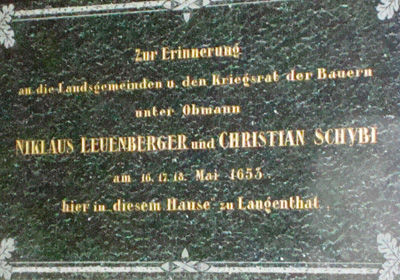 Zur Erinnerung
an die Landsgemeinden u. den Kriegsrat der Bauern
unter Obmann
NIKLAUS LEUENBERGER und CHRISTIAN SCHYBI
am 16. 17. 18. Mai 1653.
hier in diesem Hause zu Langenthal.